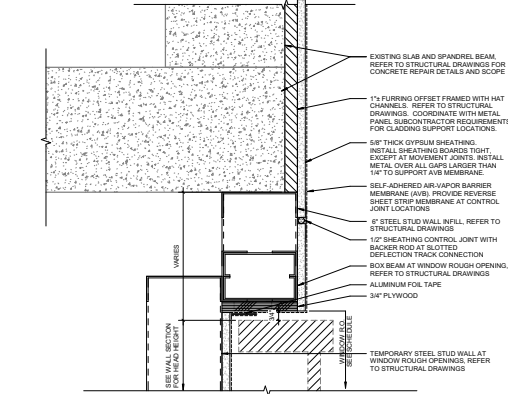 EXISTING SLAB AND SPANDREL BEAM,
REFER TO STRUCTURAL DRAWINGS FOR
CONCRETE REPAIR DETAILS AND SCOPE
1"± FURRING OFFSET FRAMED WITH HAT
CHANNELS. REFER TO STRUCTURAL
DRAWINGS. COORDINATE WITH METAL
PANEL SUBCONTRACTOR REQUIREMENTS
FOR CLADDING SUPPORT LOCATIONS.
5/8" THICK GYPSUM SHEATHING.
INSTALL SHEATHING BOARDS TIGHT,
EXCEPT AT MOVEMENT JOINTS. INSTALL
METAL OVER ALL GAPS LARGER THAN
1/4" TO SUPPORT AVB MEMBRANE.
SELF-ADHERED AIR-VAPOR BARRIER
MEMBRANE (AVB). PROVIDE REVERSE
SHEET STRIP MEMBRANE AT CONTROL
JOINT LOCATIONS
6" STEEL STUD WALL INFILL, REFER TO
STRUCTURAL DRAWINGS
1/2" SHEATHING CONTROL JOINT WITH
BACKER ROD AT SLOTTED
DEFLECTION TRACK CONNECTION
BOX BEAM AT WINDOW ROUGH OPENING,
REFER TO STRUCTURAL DRAWINGS
ALUMINUM FOIL TAPE
3/4" PLYWOOD
TEMPORARY STEEL STUD WALL AT
WINDOW ROUGH OPENINGS, REFER
TO STRUCTURAL DRAWINGS
VARIES
SEE WALL SECTION
FOR HEAD HEIGHT
3/4"
WINDOW R.O.
SEE SCHEDULE